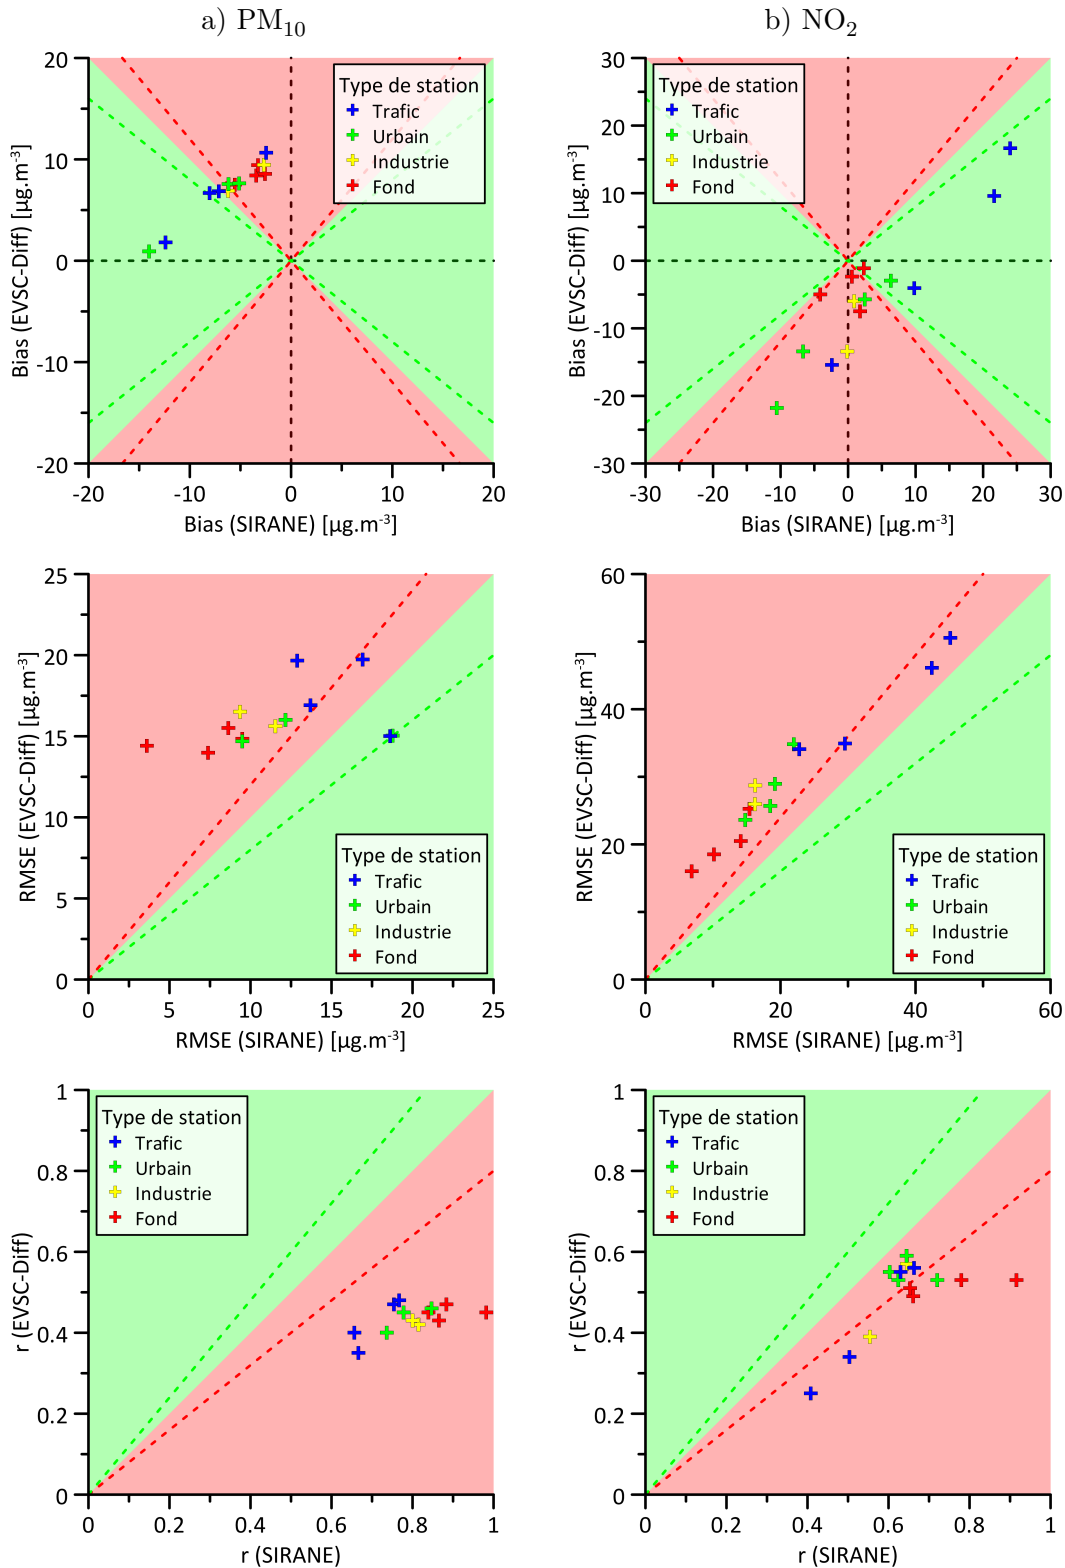 a) PM10
b) NO2
20
10
0
-10
-20
Bias (EVSC-Diff) [µg.m-3]
Type de station
Trafic
Urbain
Industrie
Fond
-20
-10
0
10
20
Bias (SIRANE) [µg.m-3]
30
20
10
0
-10
-20
-30
Bias (EVSC-Diff) [µg.m-3]
Type de station
Trafic
Urbain
Industrie
Fond
-30
-20
-10
0
10
20
30
Bias (SIRANE) [µg.m-3]
25
20
15
10
5
0
RMSE (EVSC-Diff) [µg.m-3]
Type de station
Trafic
Urbain
Industrie
Fond
0
5
10
15
20
25
RMSE (SIRANE) [µg.m-3]
60
40
20
0
RMSE (EVSC-Diff) [µg.m-3]
Type de station
Trafic
Urbain
Industrie
Fond
0
20
40
60
RMSE (SIRANE) [µg.m-3]
1
0.8
0.6
0.4
0.2
0
r (EVSC-Diff)
Type de station
Trafic
Urbain
Industrie
Fond
0
0.2
0.4
0.6
0.8
1
r (SIRANE)
1
0.8
0.6
0.4
0.2
0
r (EVSC-Diff)
Type de station
Trafic
Urbain
Industrie
Fond
0
0.2
0.4
0.6
0.8
1
r (SIRANE)